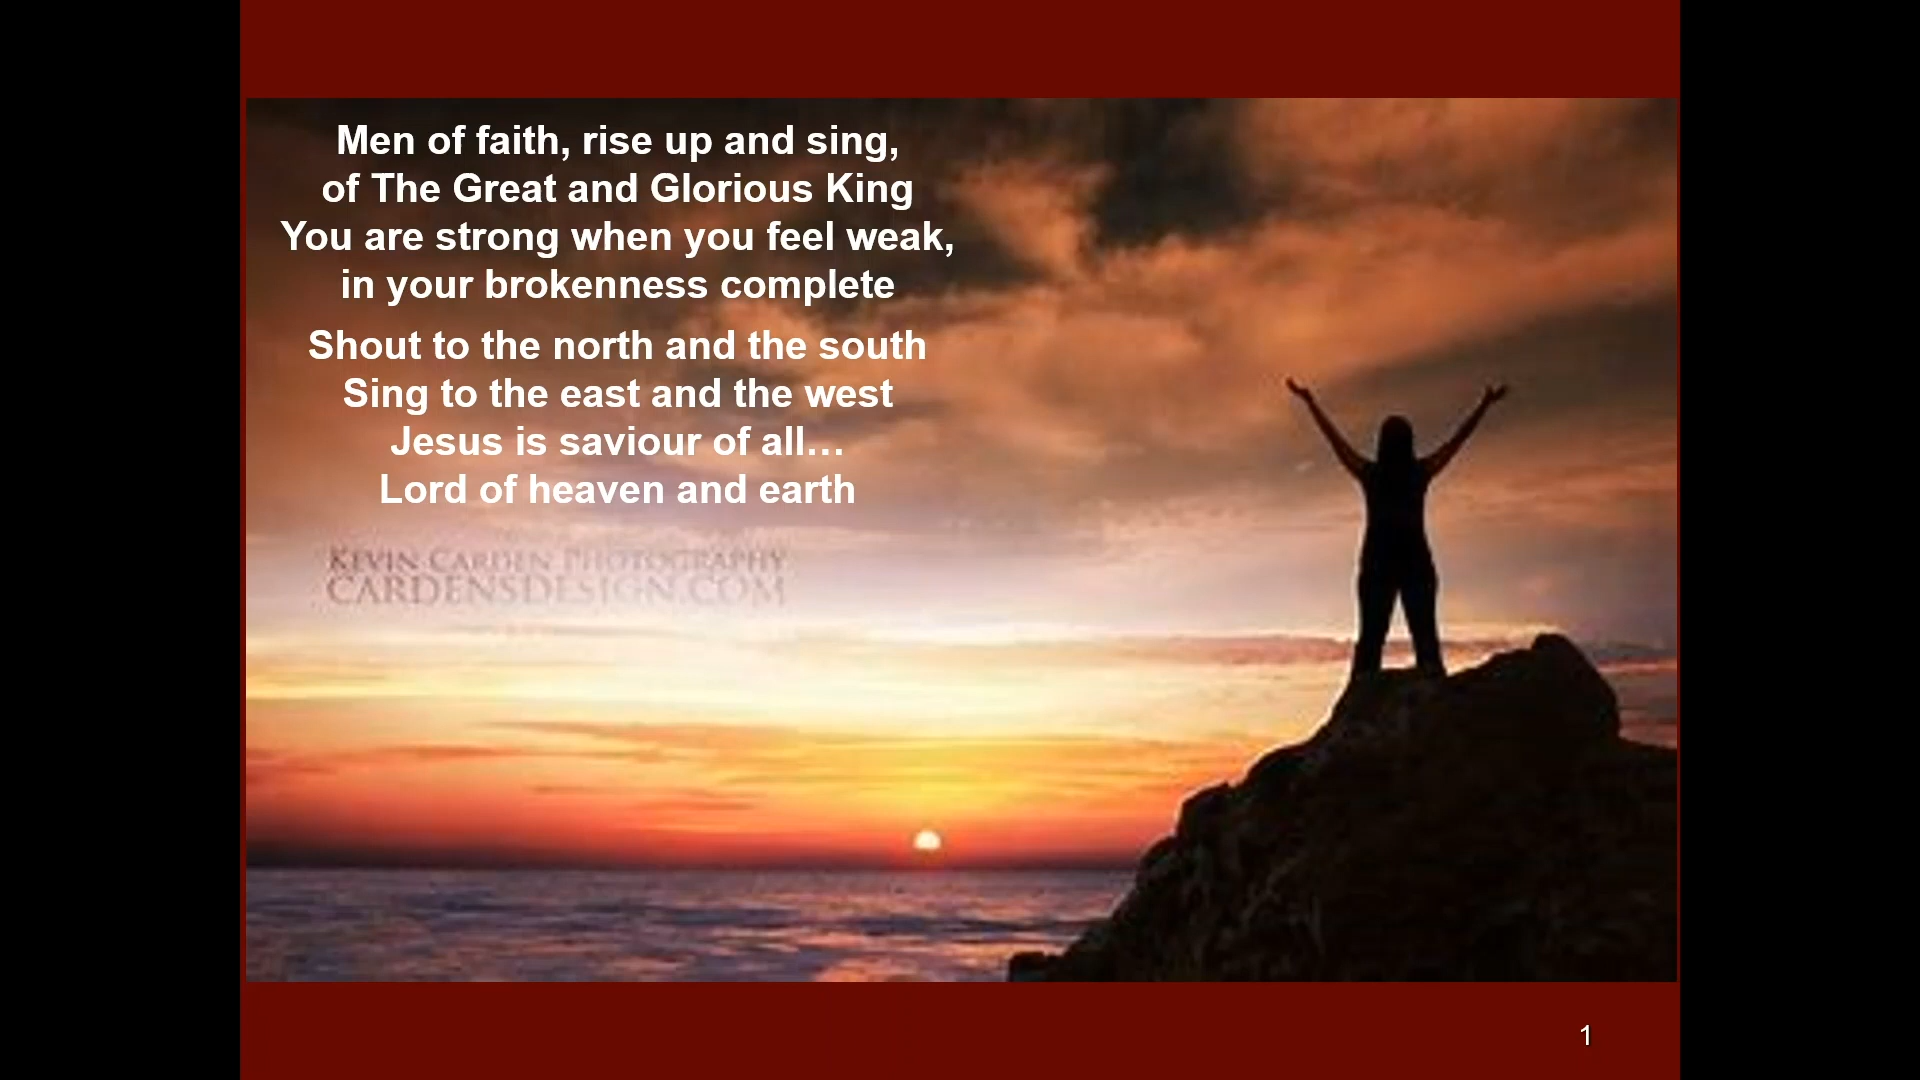 Men of faith, rise up and sing,
of The Great and Glorious King
You are strong when you feel weak,
in your brokenness complete
Shout to the north and the south
Sing to the east and the west
Jesus is saviour of all…
Lord of heaven and earth
KEVIN CARDEN PHOTOGRAPHY
CARDENSDESIGN.COM
1